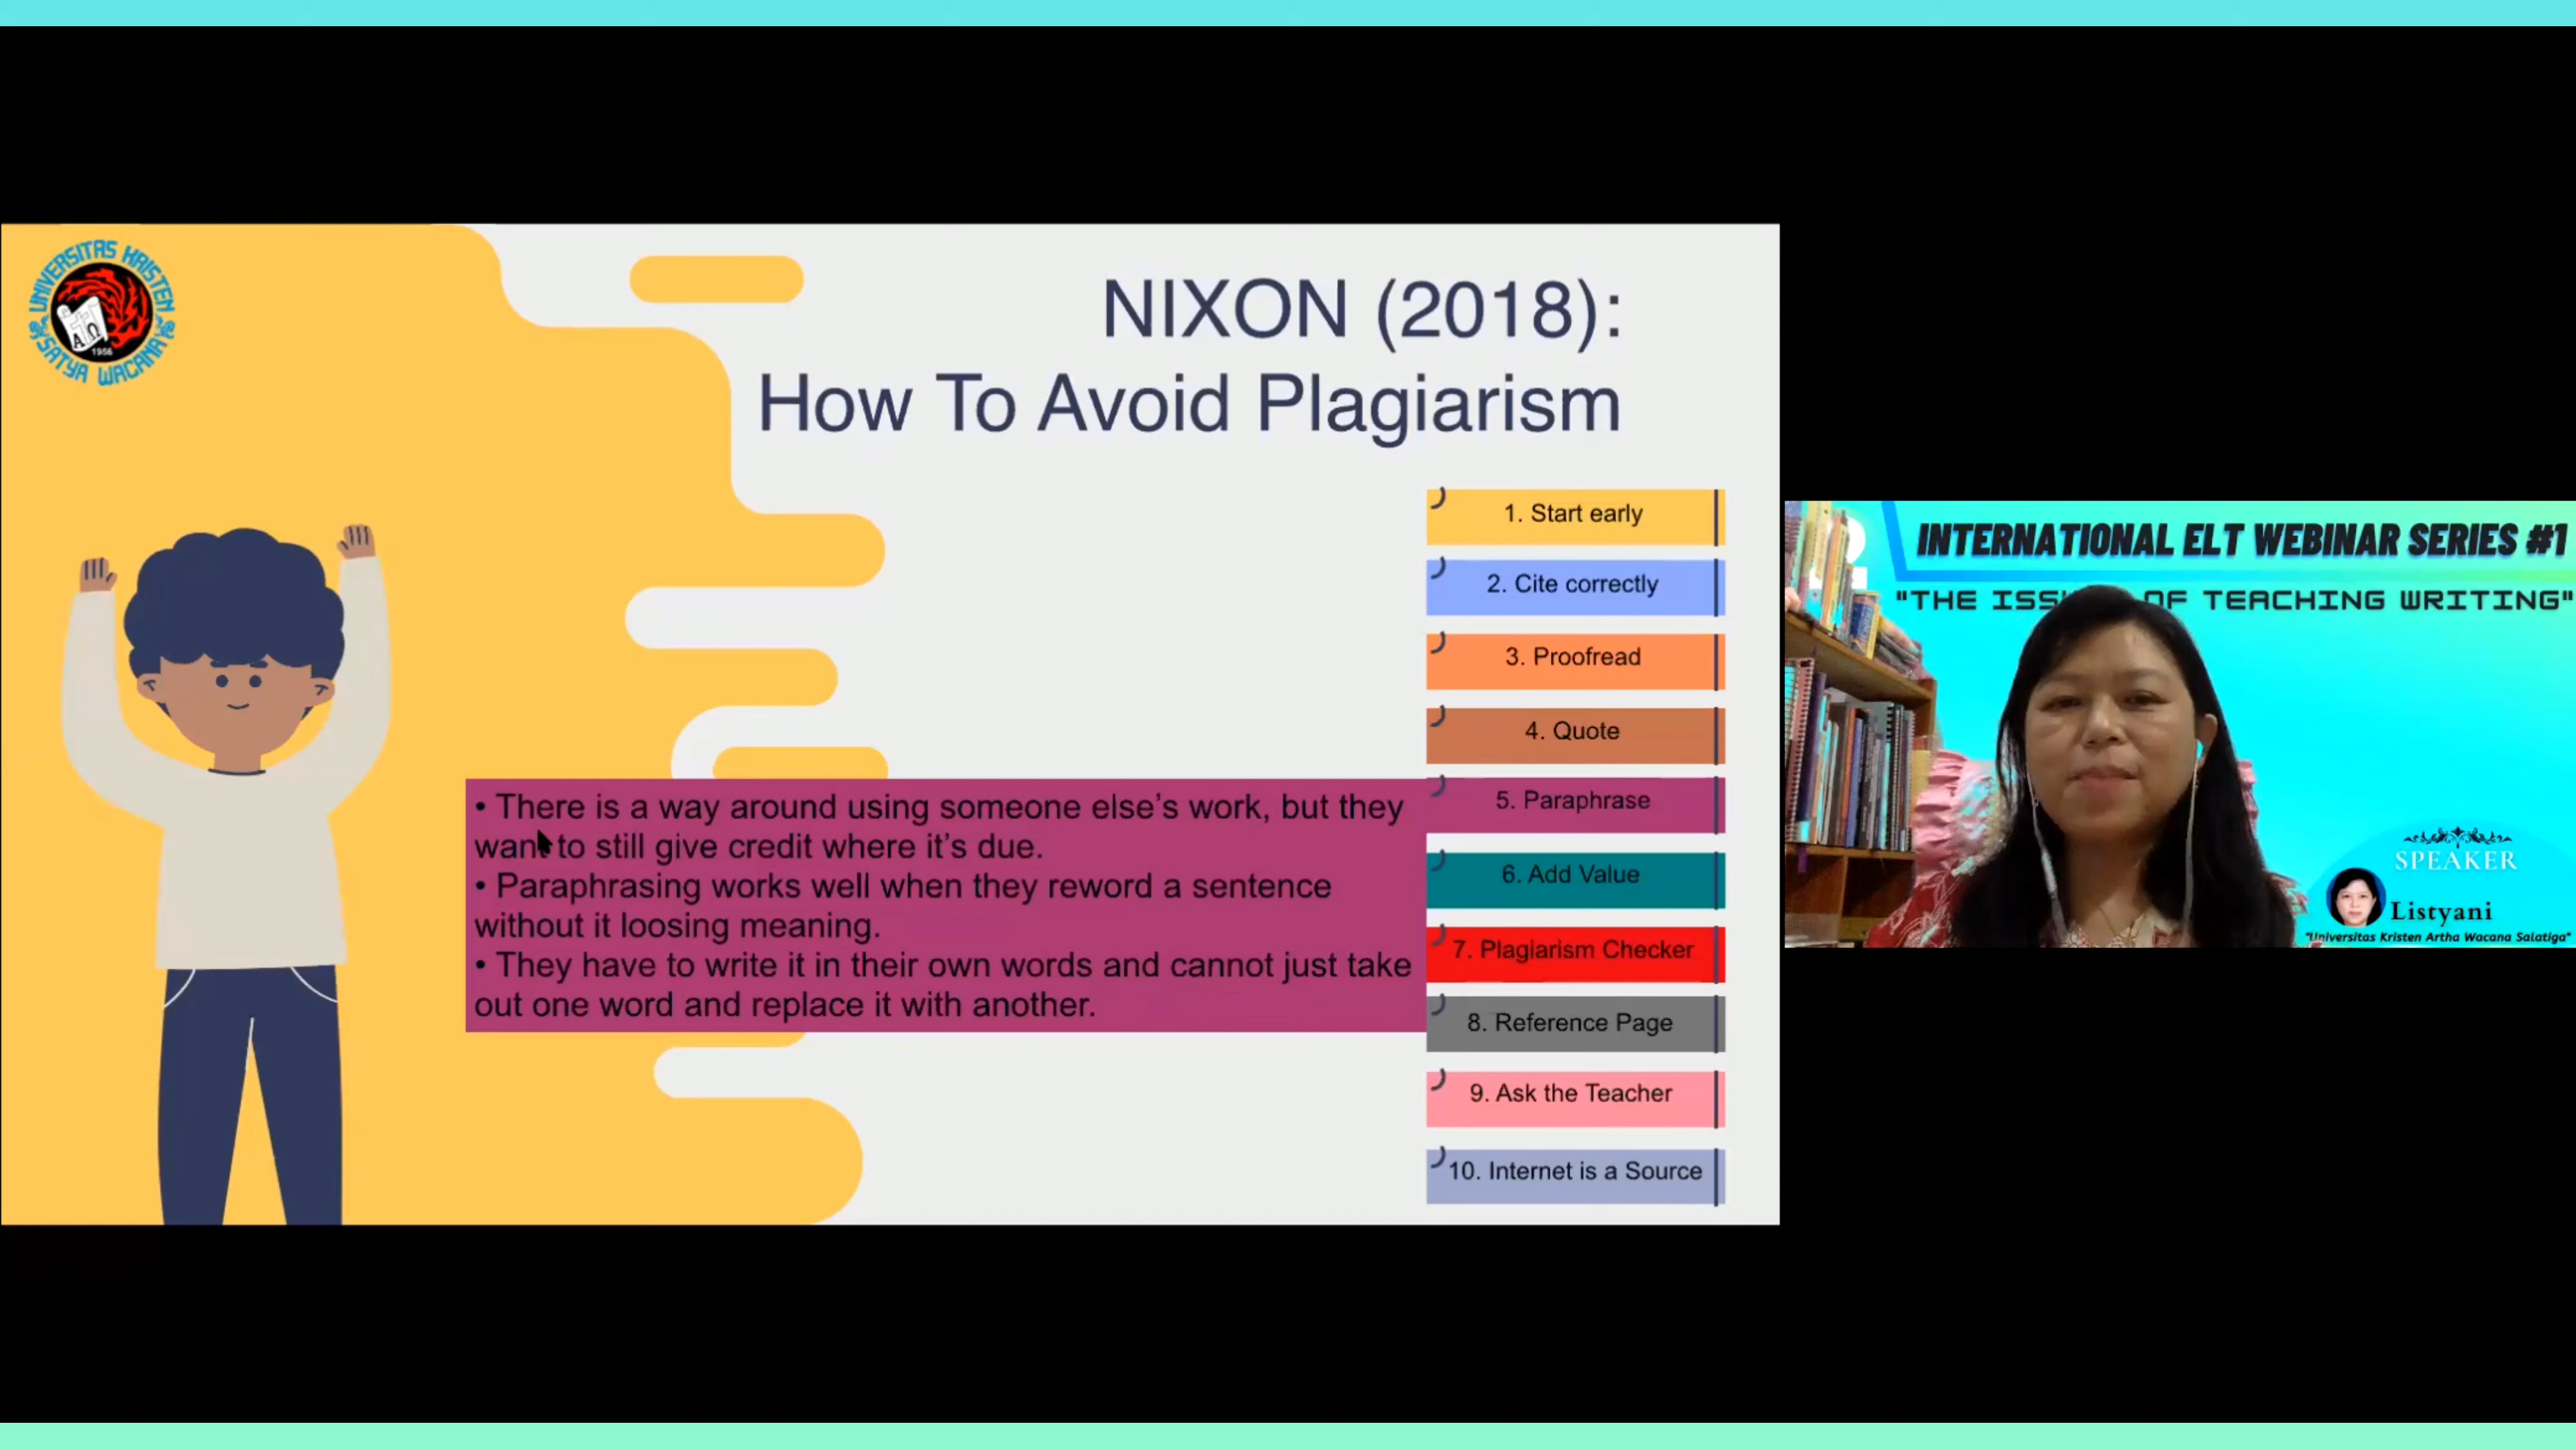 UNIVERSITAS KRISTEN
SATYA WACANA
1956
NIXON (2018):
How To Avoid Plagiarism
1. Start early
2. Cite correctly
3. Proofread
4. Quote
5. Paraphrase
• There is a way around using someone else’s work, but they
want to still give credit where it’s due.
• Paraphrasing works well when they reword a sentence
without it loosing meaning.
• They have to write it in their own words and cannot just take
out one word and replace it with another.
6. Add Value
7. Plagiarism Checker
8. Reference Page
9. Ask the Teacher
10. Internet is a Source
INTERNATIONAL ELT WEBINAR SERIES #1
"THE ISS OF TEACHING WRITING"
SPEAKER
Listyani
"Universitas Kristen Artha Wacana Salatiga"